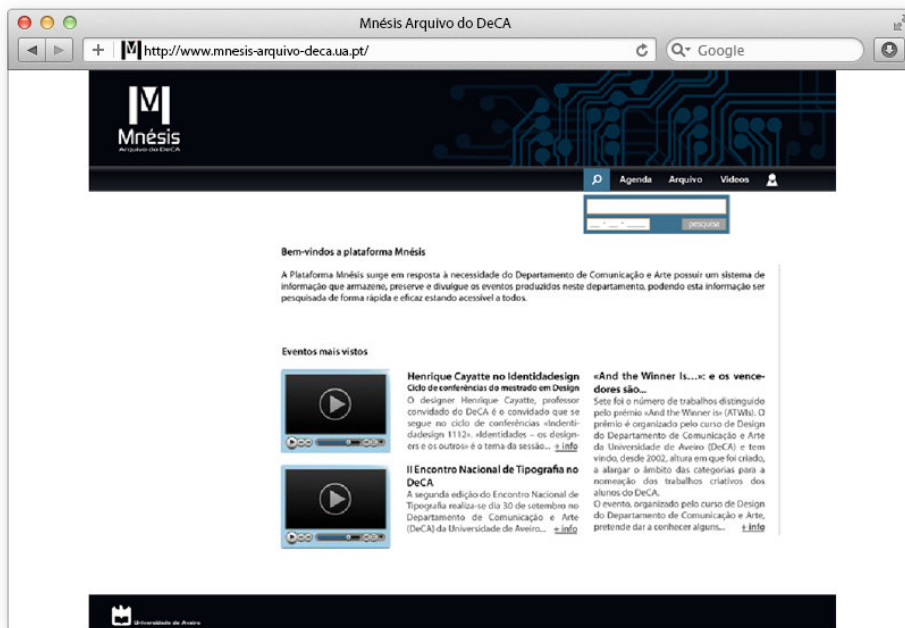 Mnésis Arquivo do DeCA
http://www.mnesis-arquivo-deca.ua.pt/
Google
Mnésis
Arquivo do DeCA
Agenda Arquivo Videos
pesquisa
Bem-vindos a plataforma Mnésis
A Plataforma Mnésis surge em resposta à necessidade do Departamento de Comunicação e Arte possuir um sistema de
informação que armazene, preserve e divulgue os eventos produzidos neste departamento, podendo esta informação ser
pesquisada de forma rápida e eficaz estando acessivel a todos.
Eventos mais vistos
Henrique Cayatte no Identidadesign
Ciclo de conferências do mestrado em Design
O designer Henrique Cayatte, professor
convidado do DeCA é o convidado que se
segue no ciclo de conferências «Indenti-
dadesign 1112». «Identidades – os design-
ers e os outros» é o tema da sessão... + info
II Encontro Nacional de Tipografia no
DeCA
A segunda edição do Encontro Nacional de
Tipografia realiza-se dia 30 de setembro no
Departamento de Comunicação e Arte
(DeCA) da Universidade de Aveiro... + info
«And the Winner Is...»: e os vence-
dores são...
Sete foi o número de trabalhos distinguido
pelo prémio «And the Winner is» (ATWIs). O
prémio é organizado pelo curso de Design
do Departamento de Comunicação e Arte
da Universidade de Aveiro (DeCA) e tem
vindo, desde 2002, altura em que foi criado,
a alargar o âmbito das categorias para a
nomeação dos trabalhos criativos dos
alunos do DeCA.
O evento, organizado pelo curso de Design
do Departamento de Comunicação e Arte,
pretende dar a conhecer alguns... + info
Universidade de Aveiro